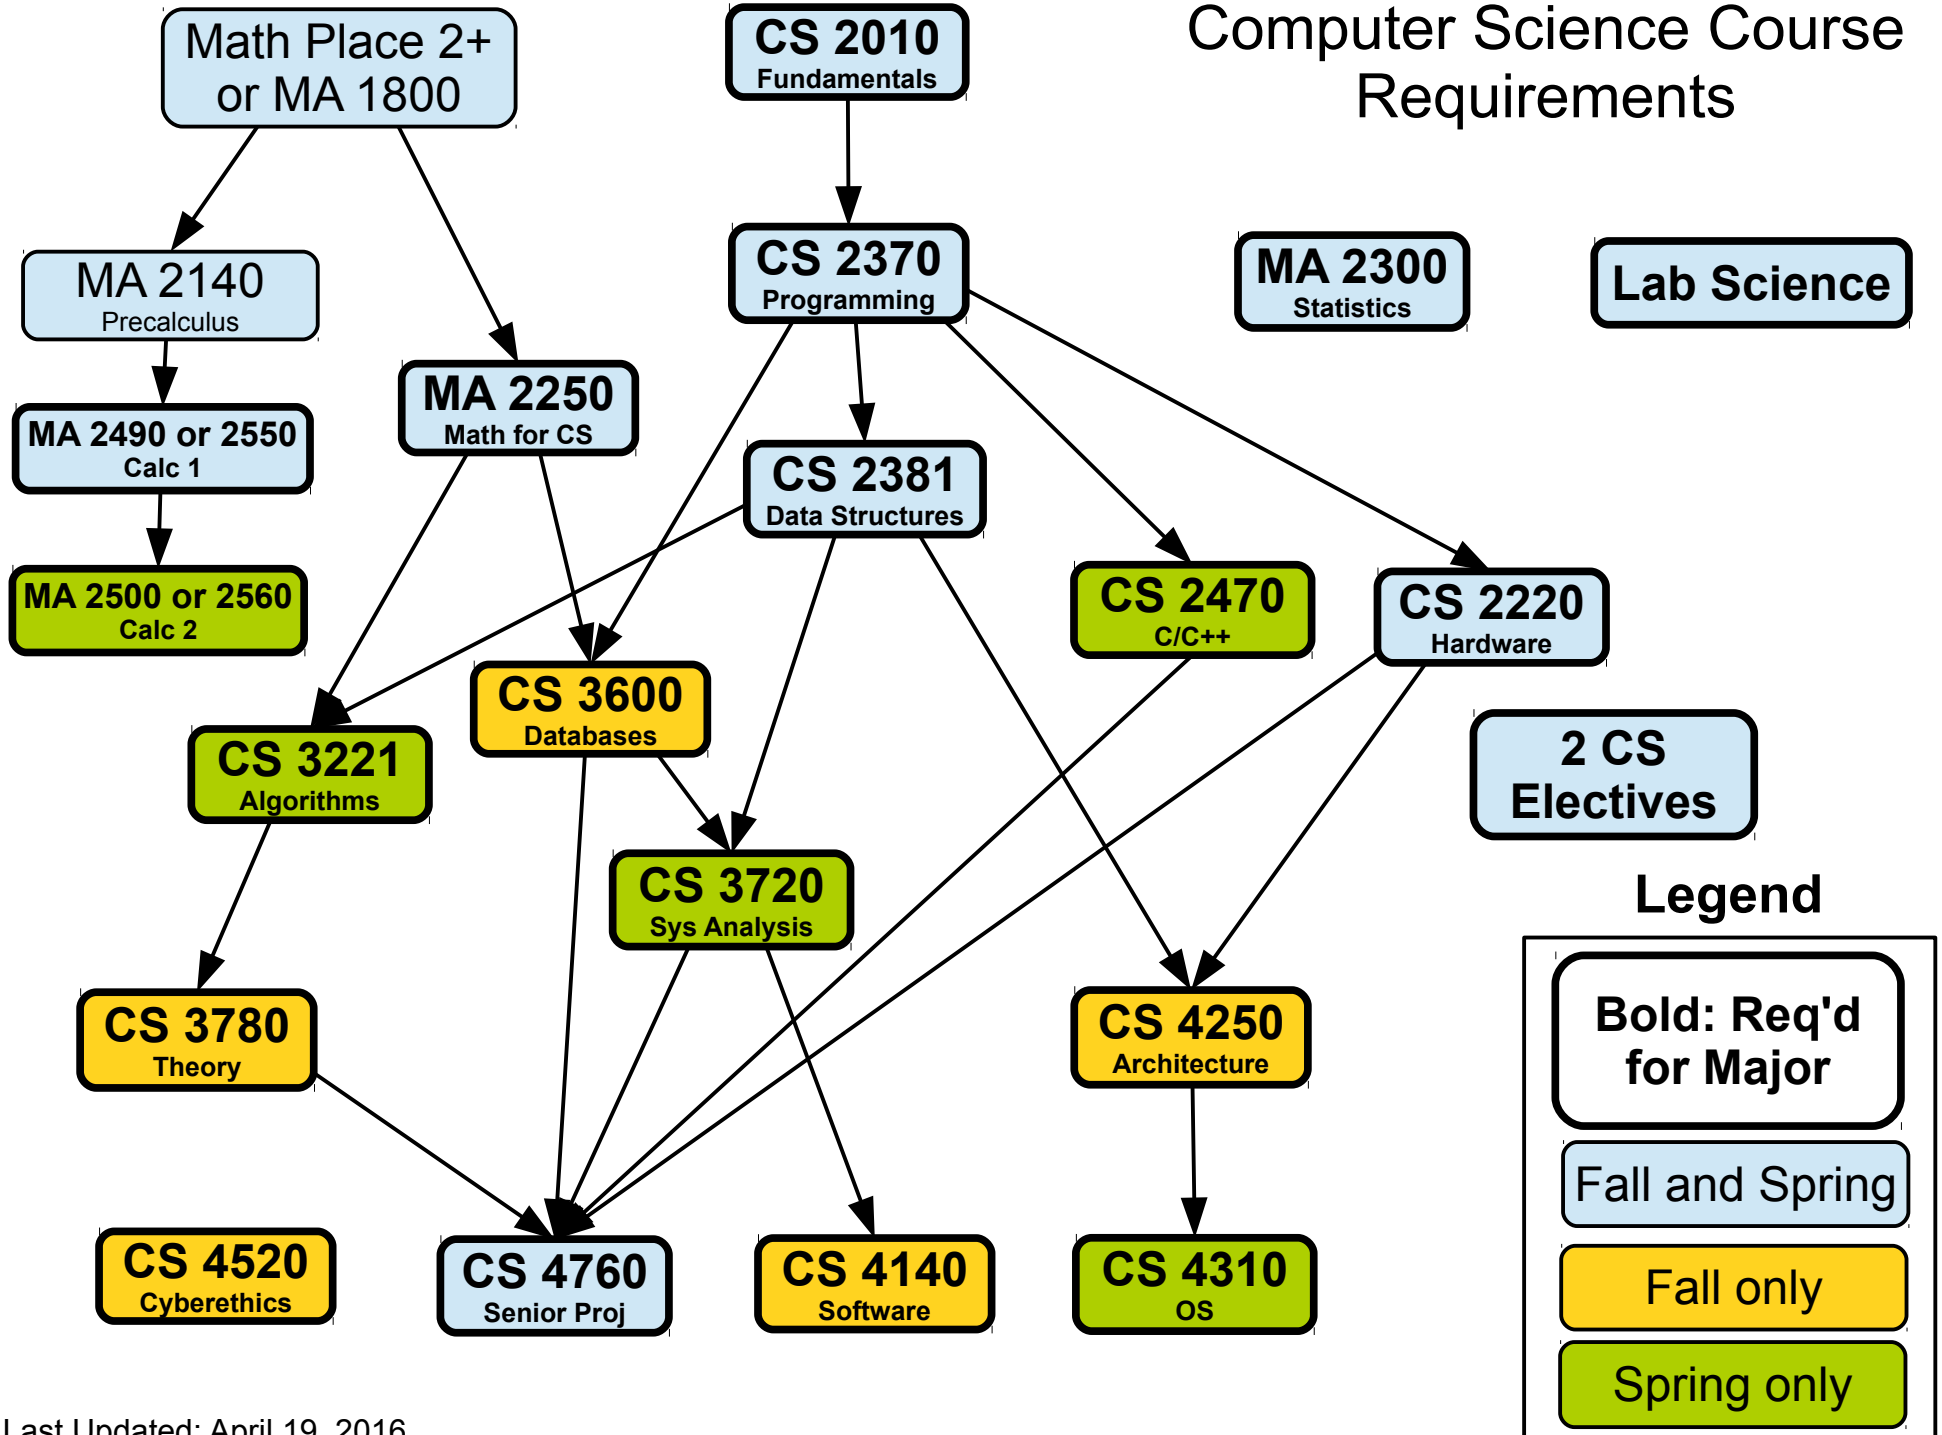 Computer Science Course
Requirements
Math Place 2+
or MA 1800
CS 2010
Fundamentals
MA 2140
Precalculus
CS 2370
Programming
MA 2300
Statistics
Lab Science
MA 2490 or 2550
Calc 1
MA 2250
Math for CS
CS 2381
Data Structures
MA 2500 or 2560
Calc 2
CS 2470
C/C++
CS 2220
Hardware
CS 3600
Databases
CS 3221
Algorithms
2 CS
Electives
CS 3720
Sys Analysis
CS 3780
Theory
CS 4250
Architecture
CS 4520
Cyberethics
CS 4760
Senior Proj
CS 4140
Software
CS 4310
OS
Legend
Bold: Req'd
for Major
Fall and Spring
Fall only
Spring only
Last Updated: April 19, 2016